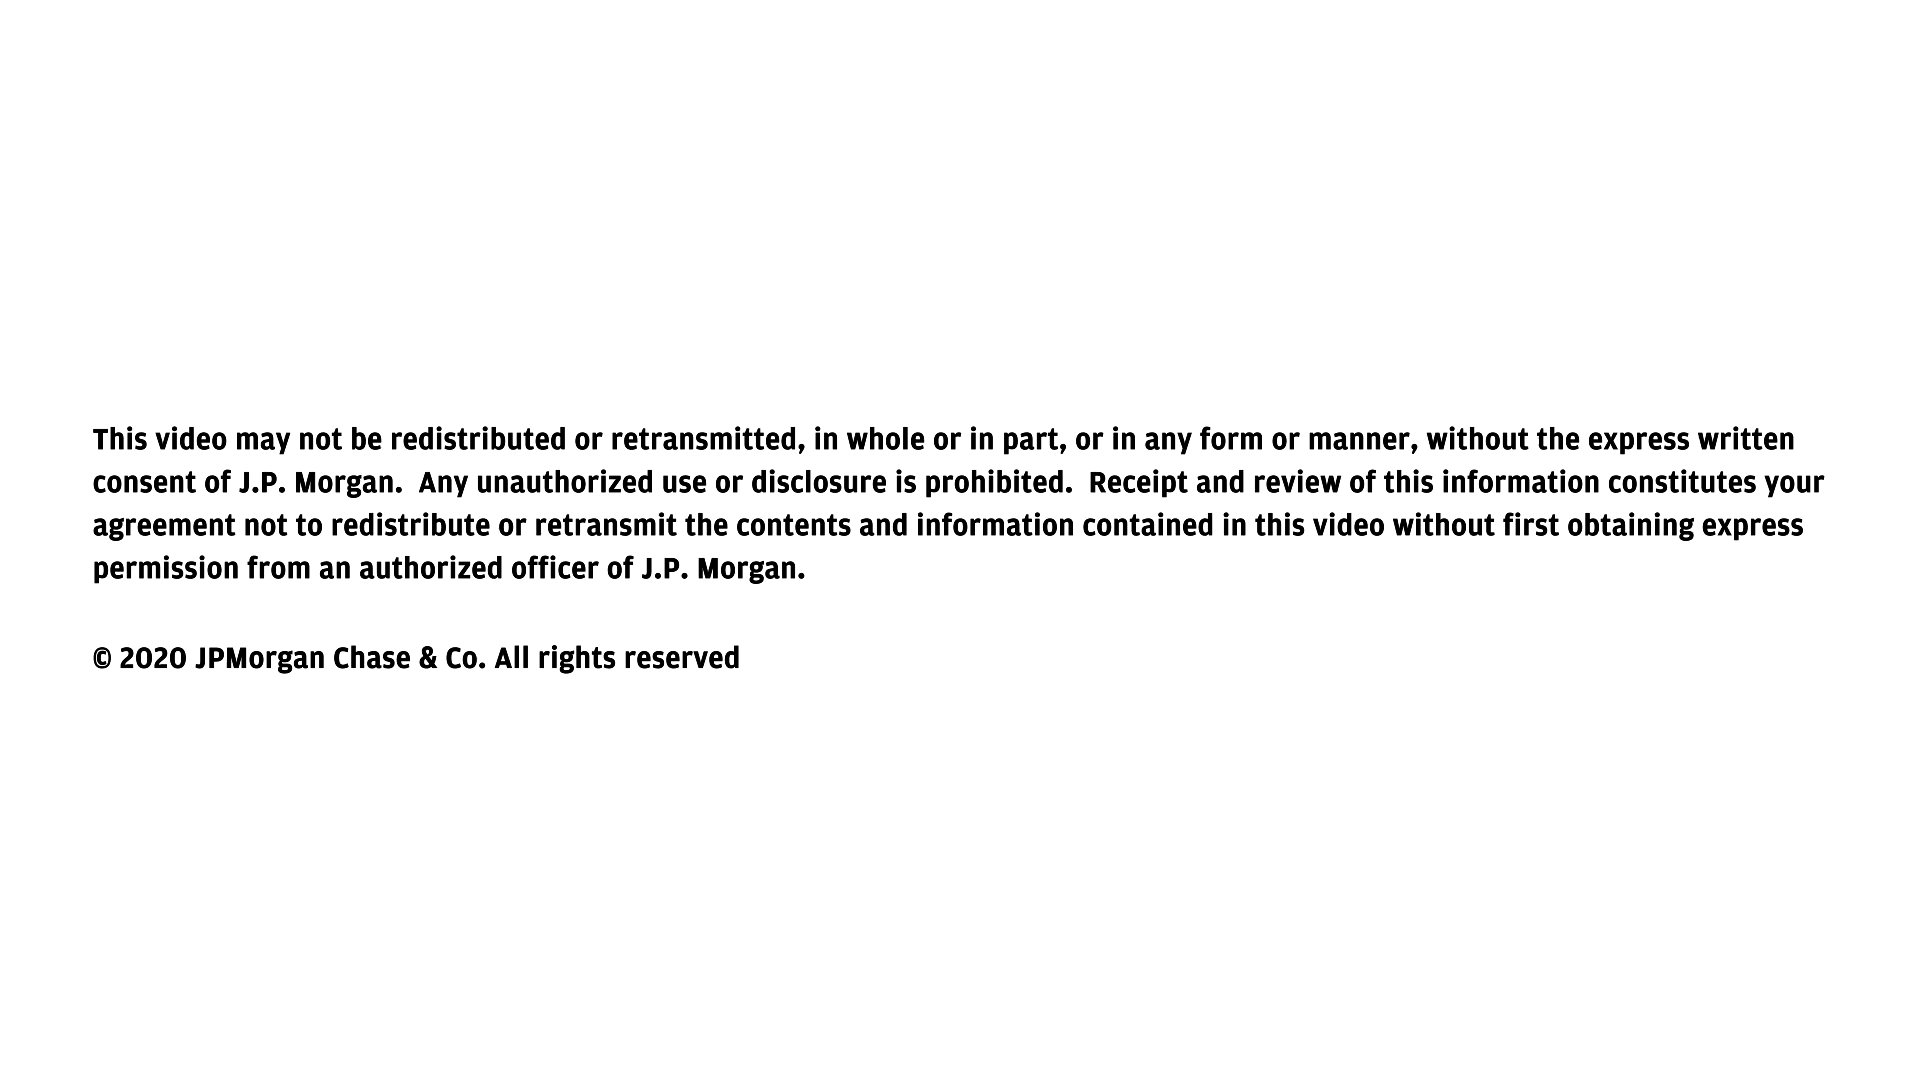 This video may not be redistributed or retransmitted, in whole or in part, or in any form or manner, without the express written
consent of J.P. Morgan.  Any unauthorized use or disclosure is prohibited.  Receipt and review of this information constitutes your
agreement not to redistribute or retransmit the contents and information contained in this video without first obtaining express
permission from an authorized officer of J.P. Morgan.
© 2020 JPMorgan Chase & Co. All rights reserved